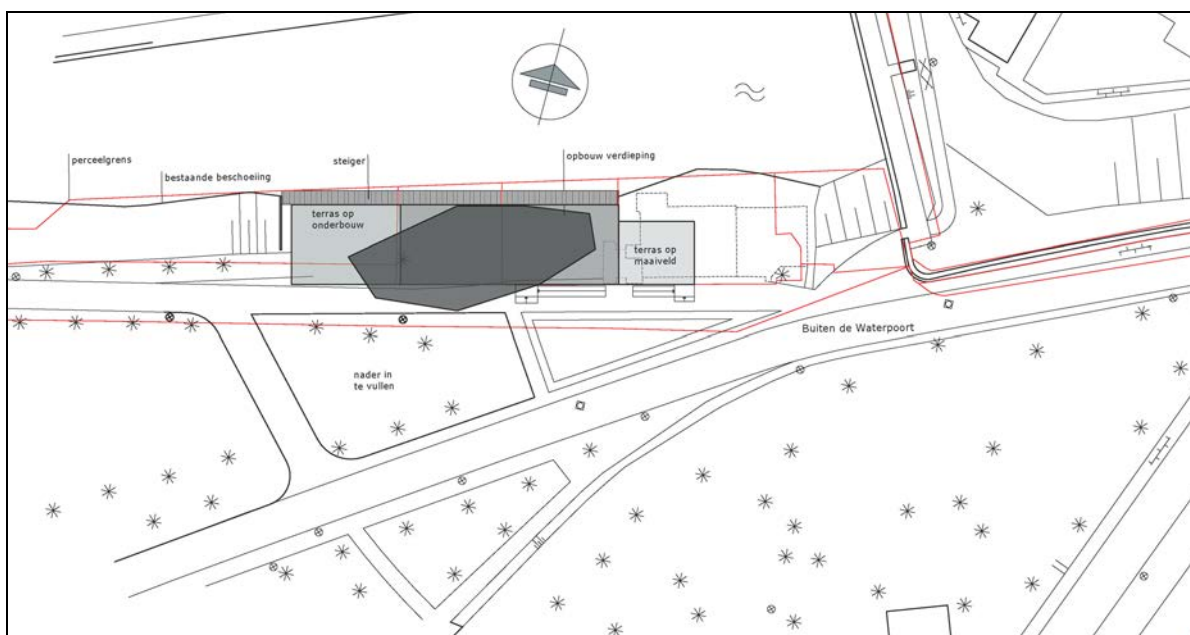 perceelgrens
bestaande beschoeiing
steiger
opbouw verdieping
terras op
onderbouw
terras op
maaiveld
Buiten de Waterpoort
nader in
te vullen